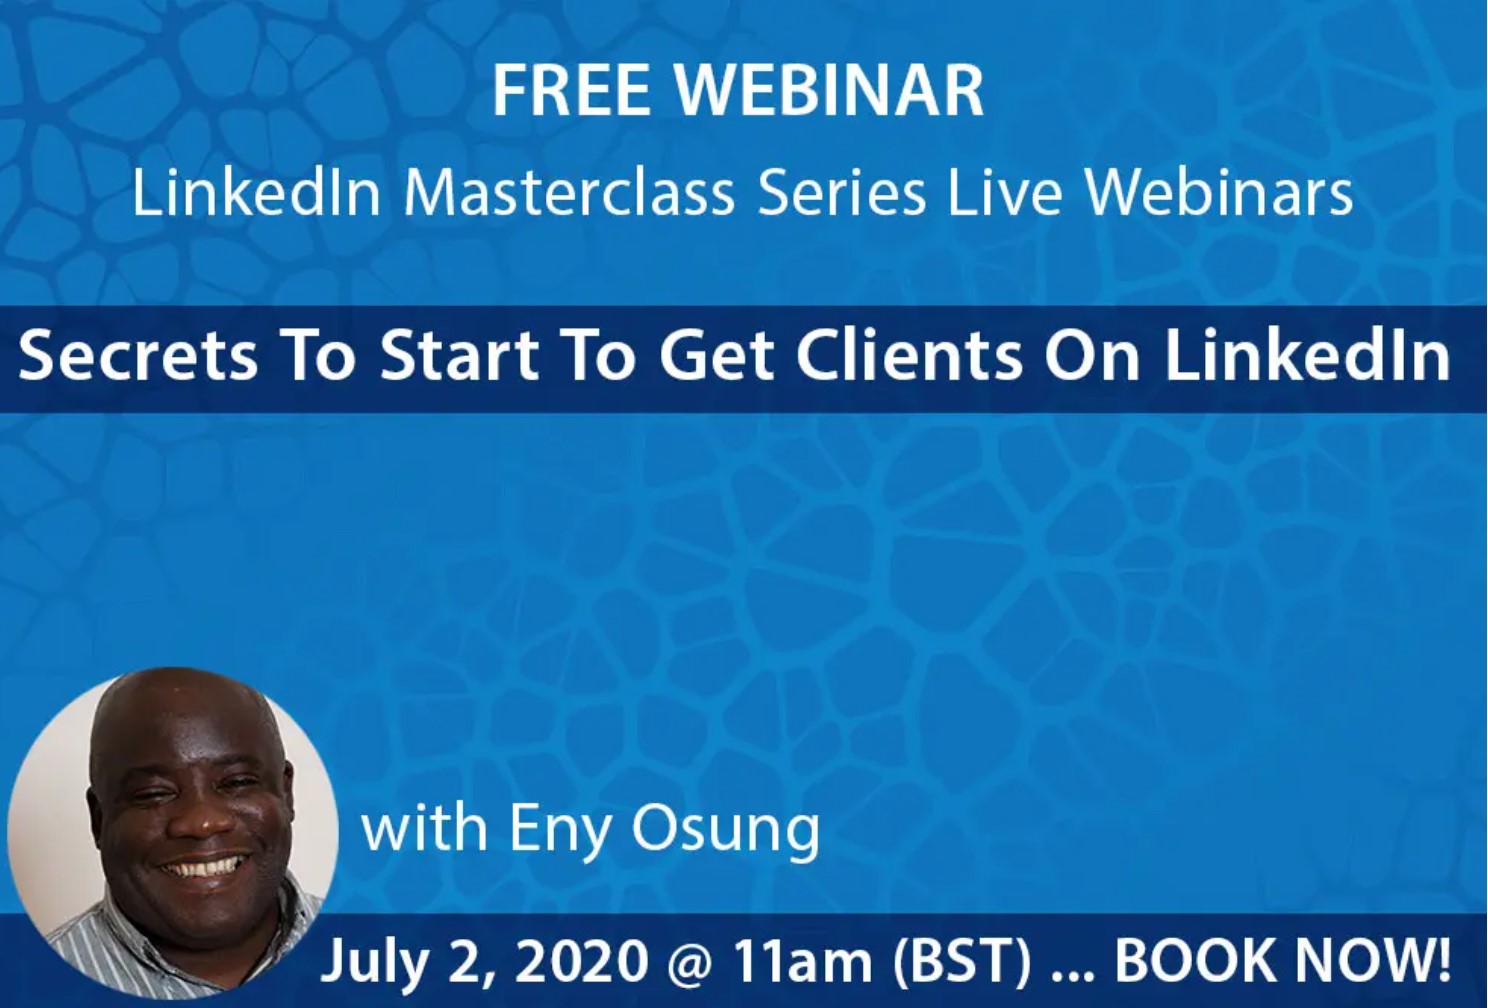 FREE WEBINAR
LinkedIn Masterclass Series Live Webinars
Secrets To Start To Get Clients On LinkedIn
with Eny Osung
July 2, 2020 @ 11am (BST) ... BOOK NOW!